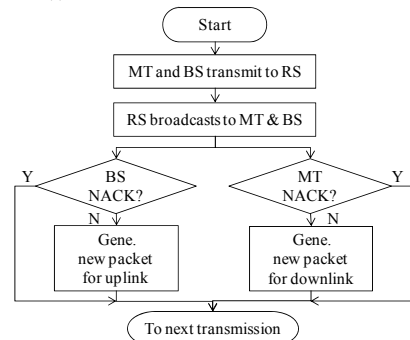 Start
MT and BS transmit to RS
RS broadcasts to MT & BS
Y
BS
NACK?
MT
NACK?
Y
N
N
Gene.
new packet
for uplink
Gene.
new packet
for downlink
To next transmission